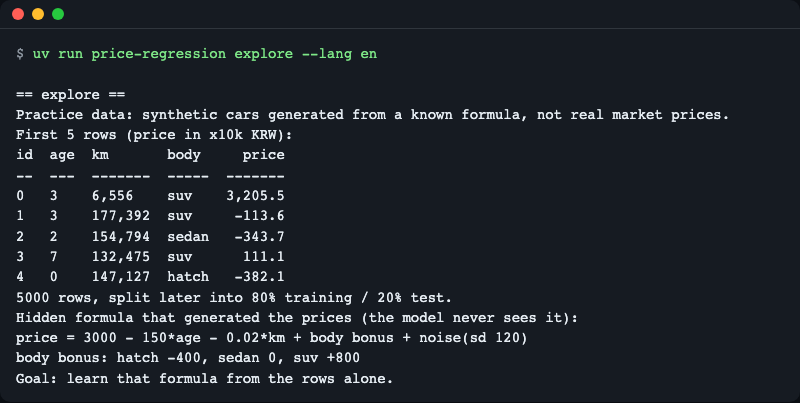 $ uv run price-regression explore --lang en
== explore ==
Practice data: synthetic cars generated from a known formula, not real market prices.
First 5 rows (price in x10k KRW):
id  age  km       body     price
--  ---  -------  -----  -------
0   3    6,556    suv    3,205.5
1   3    177,392  suv     -113.6
2   2    154,794  sedan   -343.7
3   7    132,475  suv      111.1
4   0    147,127  hatch   -382.1
5000 rows, split later into 80% training / 20% test.
Hidden formula that generated the prices (the model never sees it):
price = 3000 - 150*age - 0.02*km + body bonus + noise(sd 120)
body bonus: hatch -400, sedan 0, suv +800
Goal: learn that formula from the rows alone.